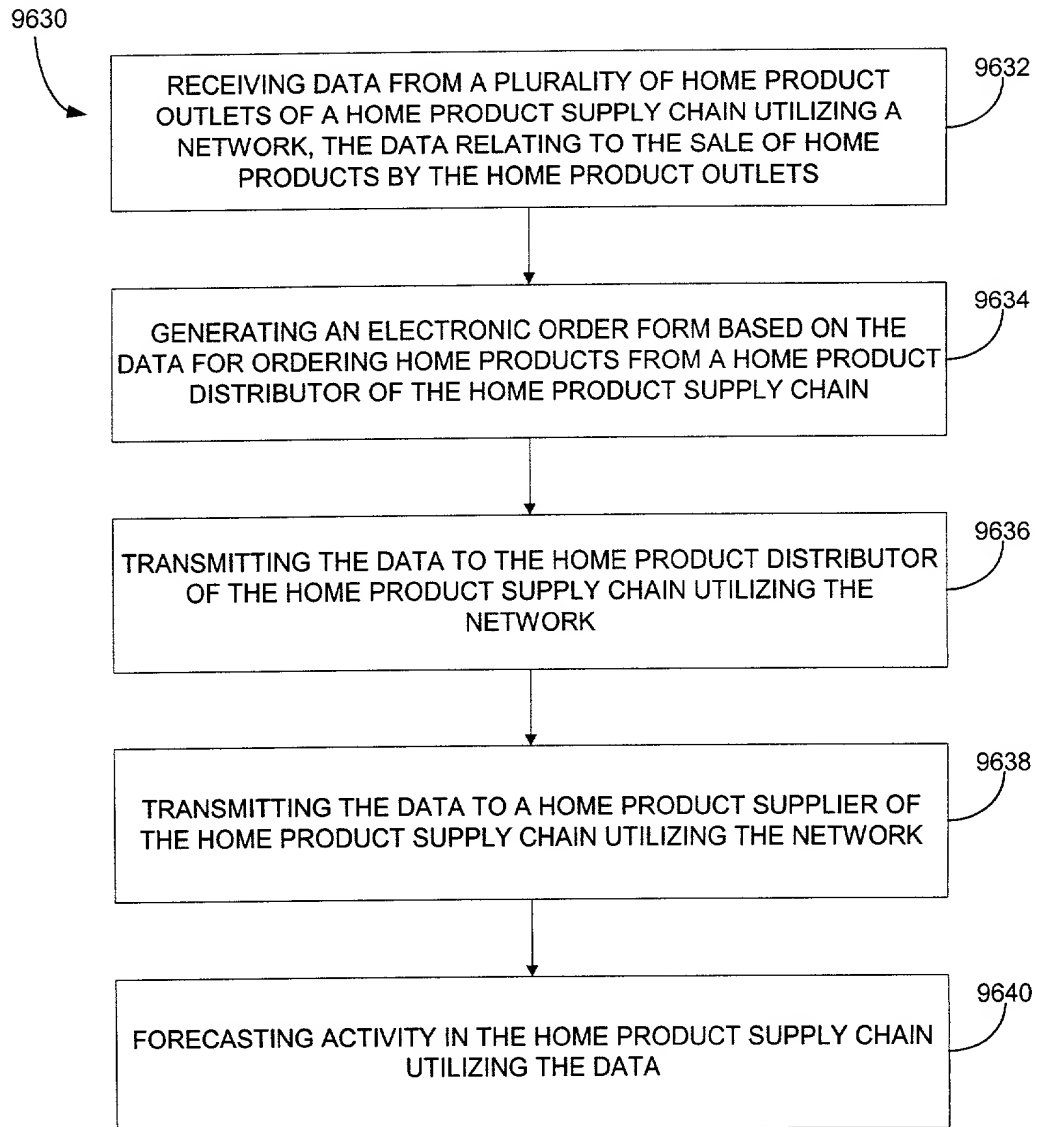 9630
RECEIVING DATA FROM A PLURALITY OF HOME PRODUCT
OUTLETS OF A HOME PRODUCT SUPPLY CHAIN UTILIZING A
NETWORK, THE DATA RELATING TO THE SALE OF HOME
PRODUCTS BY THE HOME PRODUCT OUTLETS
9632
GENERATING AN ELECTRONIC ORDER FORM BASED ON THE
DATA FOR ORDERING HOME PRODUCTS FROM A HOME PRODUCT
DISTRIBUTOR OF THE HOME PRODUCT SUPPLY CHAIN
9634
TRANSMITTING THE DATA TO THE HOME PRODUCT DISTRIBUTOR
OF THE HOME PRODUCT SUPPLY CHAIN UTILIZING THE
NETWORK
9636
TRANSMITTING THE DATA TO A HOME PRODUCT SUPPLIER OF
THE HOME PRODUCT SUPPLY CHAIN UTILIZING THE NETWORK
9638
FORECASTING ACTIVITY IN THE HOME PRODUCT SUPPLY CHAIN
UTILIZING THE DATA
9640